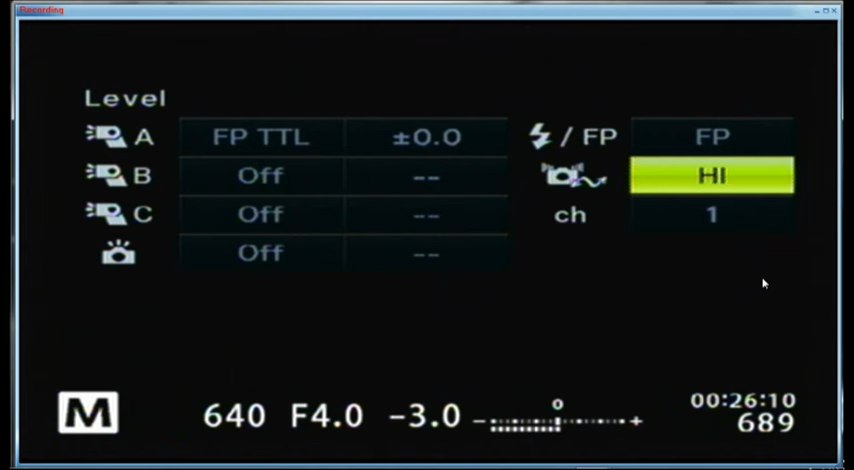 Recording
Level
A FP TTL ±0.0 / FP FP
B Off -- HI
C Off -- ch 1
Off --
M 640 F4.0 -3.0 - 0 + 00:26:10
689